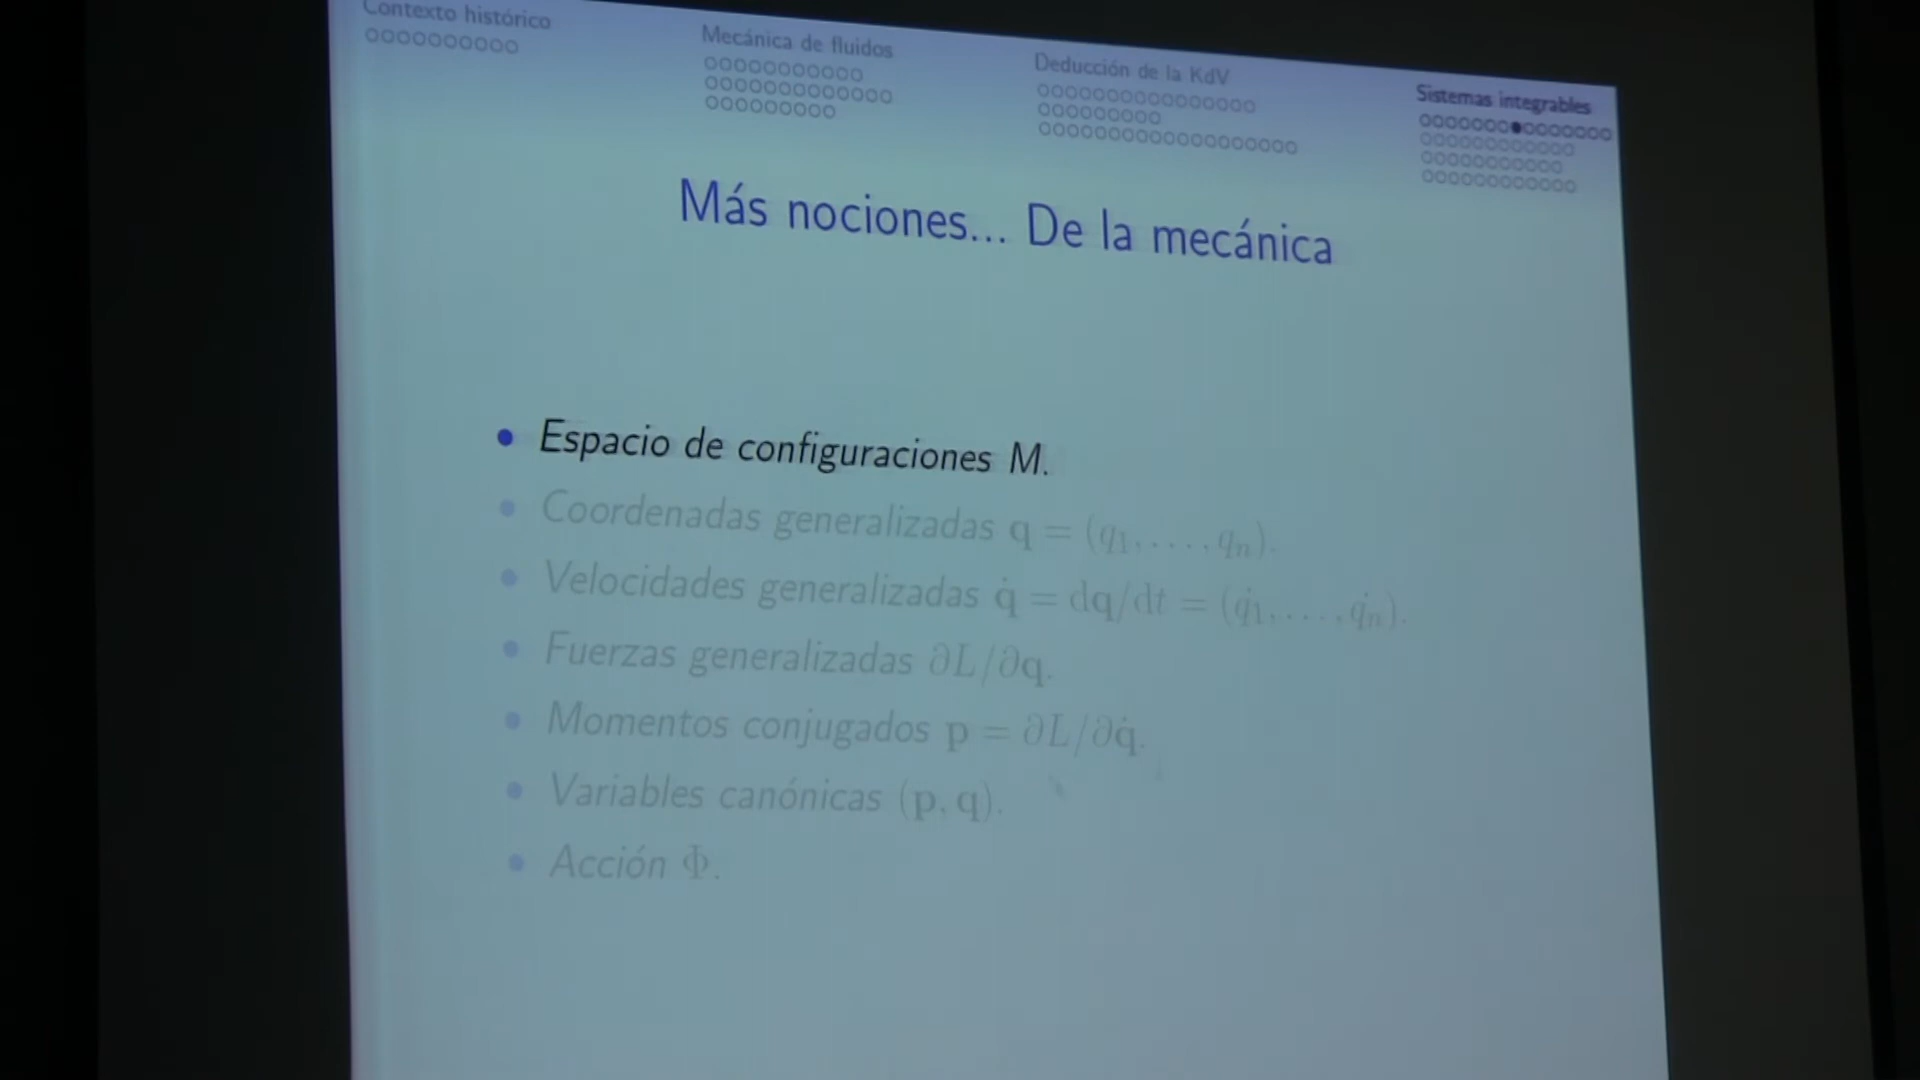 Contexto histórico
Mecánica de fluidos
Deducción de la KdV
Sistemas integrables
Más nociones... De la mecánica
• Espacio de configuraciones M.
• Coordenadas generalizadas q = (q₁, . . . , qₙ).
• Velocidades generalizadas q̇ = dq/dt = (q̇₁, . . . , q̇ₙ).
• Fuerzas generalizadas ∂L/∂q.
• Momentos conjugados p = ∂L/∂q̇.
• Variables canónicas (p, q).
• Acción Φ.